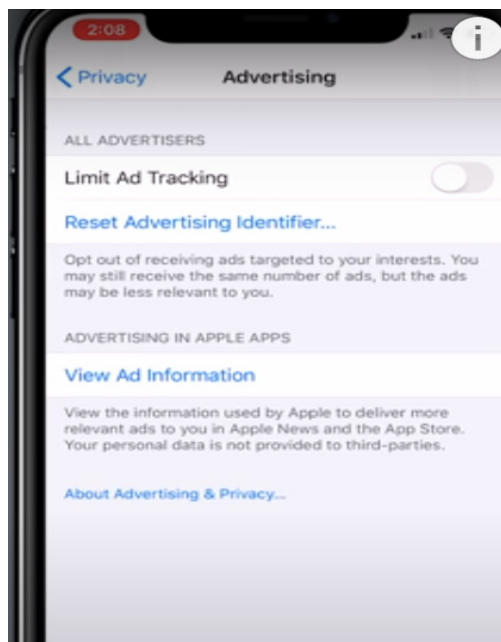 2:08
i
Privacy
Advertising
ALL ADVERTISERS
Limit Ad Tracking
Reset Advertising Identifier...
Opt out of receiving ads targeted to your interests. You
may still receive the same number of ads, but the ads
may be less relevant to you.
ADVERTISING IN APPLE APPS
View Ad Information
View the information used by Apple to deliver more
relevant ads to you in Apple News and the App Store.
Your personal data is not provided to third-parties.
About Advertising & Privacy...